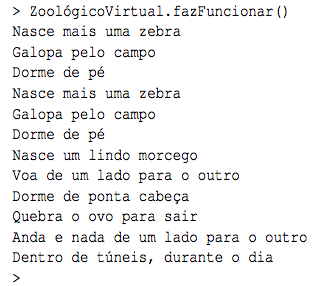 > ZoológicoVirtual.fazFuncionar()
Nasce mais uma zebra
Galopa pelo campo
Dorme de pé
Nasce mais uma zebra
Galopa pelo campo
Dorme de pé
Nasce um lindo morcego
Voa de um lado para o outro
Dorme de ponta cabeça
Quebra o ovo para sair
Anda e nada de um lado para o outro
Dentro de túneis, durante o dia
>